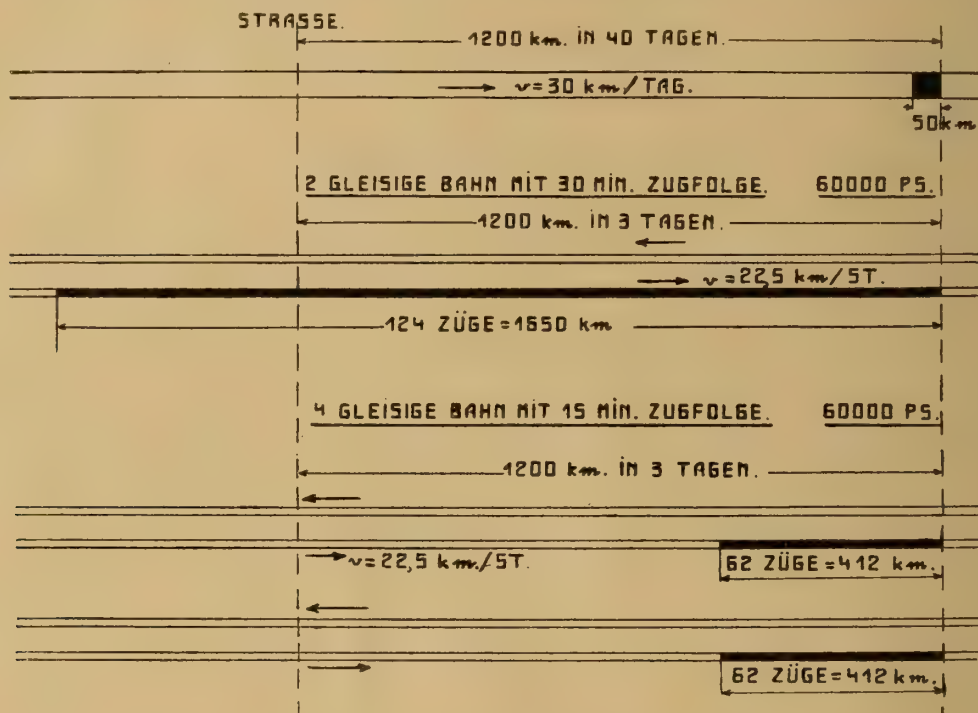 STRASSE.
1200 km. IN 40 TAGEN.
v=30 km/TAG.
50km
2 GLEISIGE BAHN MIT 30 MIN. ZUGFOLGE. 60000 PS.
1200 km. IN 3 TAGEN.
v=22,5 km/ST.
124 ZÜGE=1650 km
4 GLEISIGE BAHN MIT 15 MIN. ZUGFOLGE. 60000 PS.
1200 km. IN 3 TAGEN.
v=22,5 km/ST.
62 ZÜGE=412 km.
62 ZÜGE=412 km.